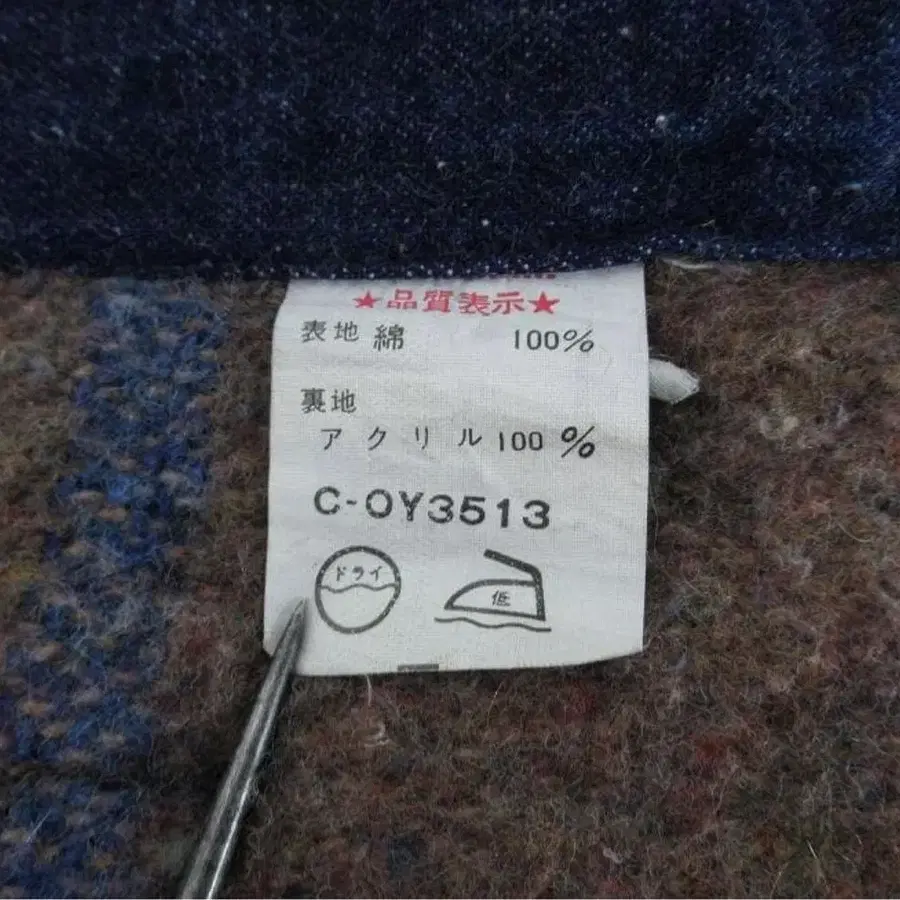 ★品質表示★
表地 綿 100%
裏地
アクリル 100%
C-OY3513
ドライ
低